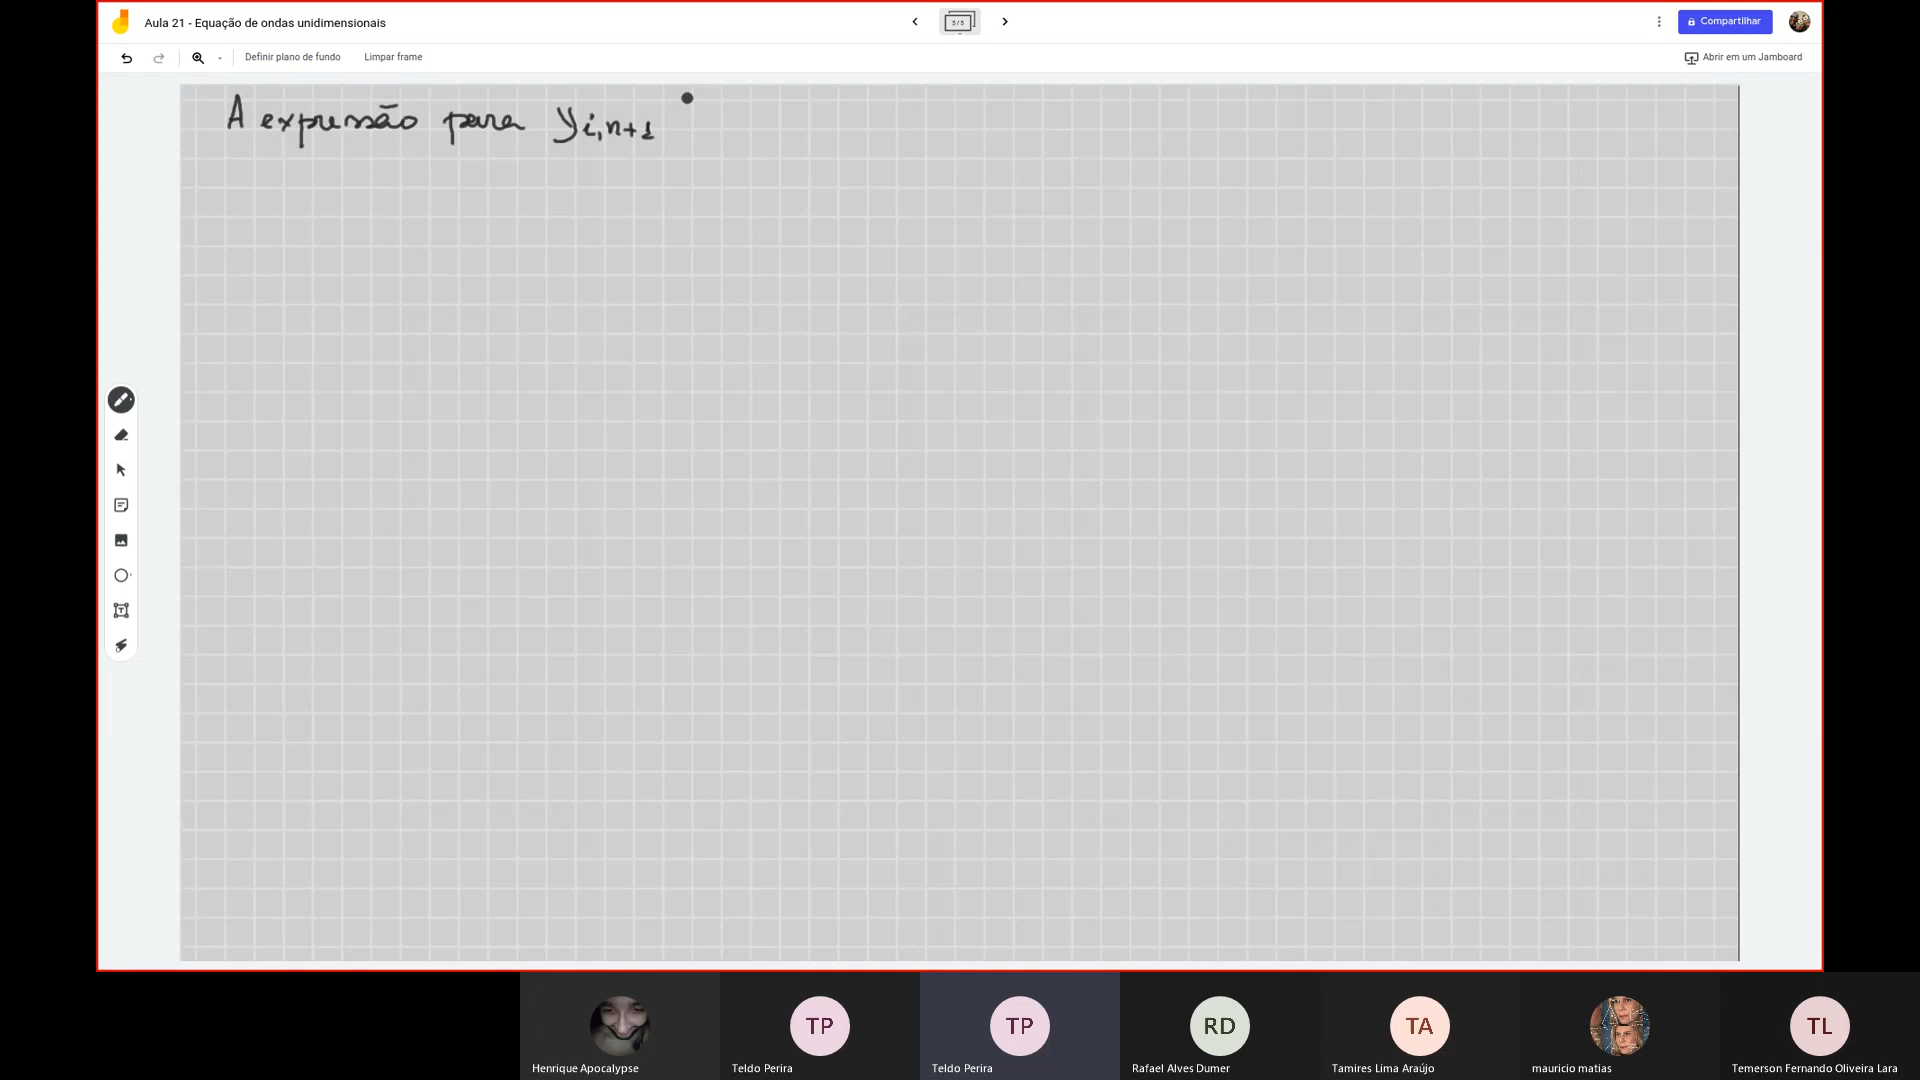 Aula 21 - Equação de ondas unidimensionais
5 / 5
Compartilhar
Definir plano de fundo
Limpar frame
Abrir em um Jamboard
A expressão para y i,n+1
TP
TP
RD
TA
TL
Henrique Apocalypse
Teldo Perira
Teldo Perira
Rafael Alves Dumer
Tamires Lima Araújo
mauricio matias
Temerson Fernando Oliveira Lara